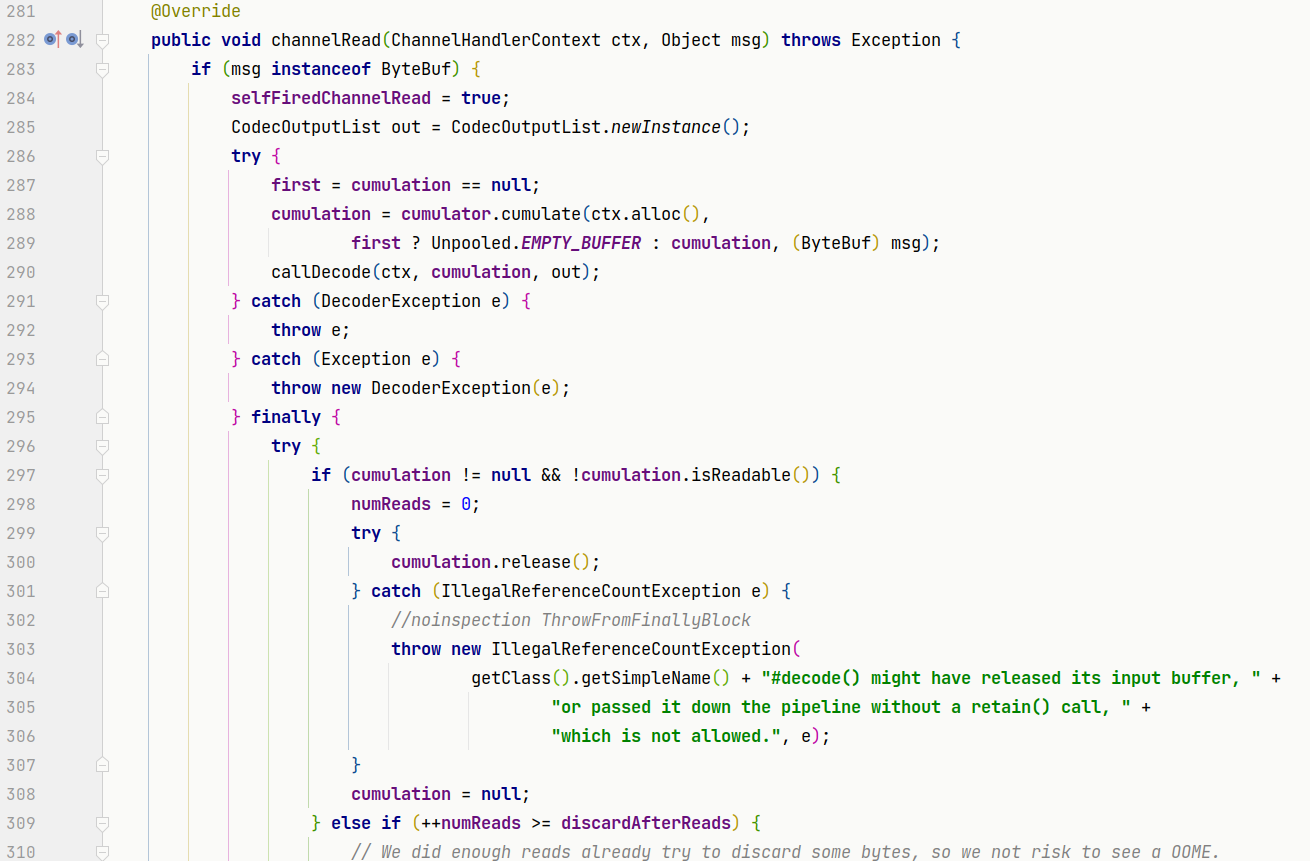 281 @Override
282 public void channelRead(ChannelHandlerContext ctx, Object msg) throws Exception {
283 if (msg instanceof ByteBuf) {
284 selfFiredChannelRead = true;
285 CodecOutputList out = CodecOutputList.newInstance();
286 try {
287 first = cumulation == null;
288 cumulation = cumulator.cumulate(ctx.alloc(),
289 first ? Unpooled.EMPTY_BUFFER : cumulation, (ByteBuf) msg);
290 callDecode(ctx, cumulation, out);
291 } catch (DecoderException e) {
292 throw e;
293 } catch (Exception e) {
294 throw new DecoderException(e);
295 } finally {
296 try {
297 if (cumulation != null && !cumulation.isReadable()) {
298 numReads = 0;
299 try {
300 cumulation.release();
301 } catch (IllegalReferenceCountException e) {
302 //noinspection ThrowFromFinallyBlock
303 throw new IllegalReferenceCountException(
304 getClass().getSimpleName() + "#decode() might have released its input buffer, " +
305 "or passed it down the pipeline without a retain() call, " +
306 "which is not allowed.", e);
307 }
308 cumulation = null;
309 } else if (++numReads >= discardAfterReads) {
310 // We did enough reads already try to discard some bytes, so we not risk to see a OOME.